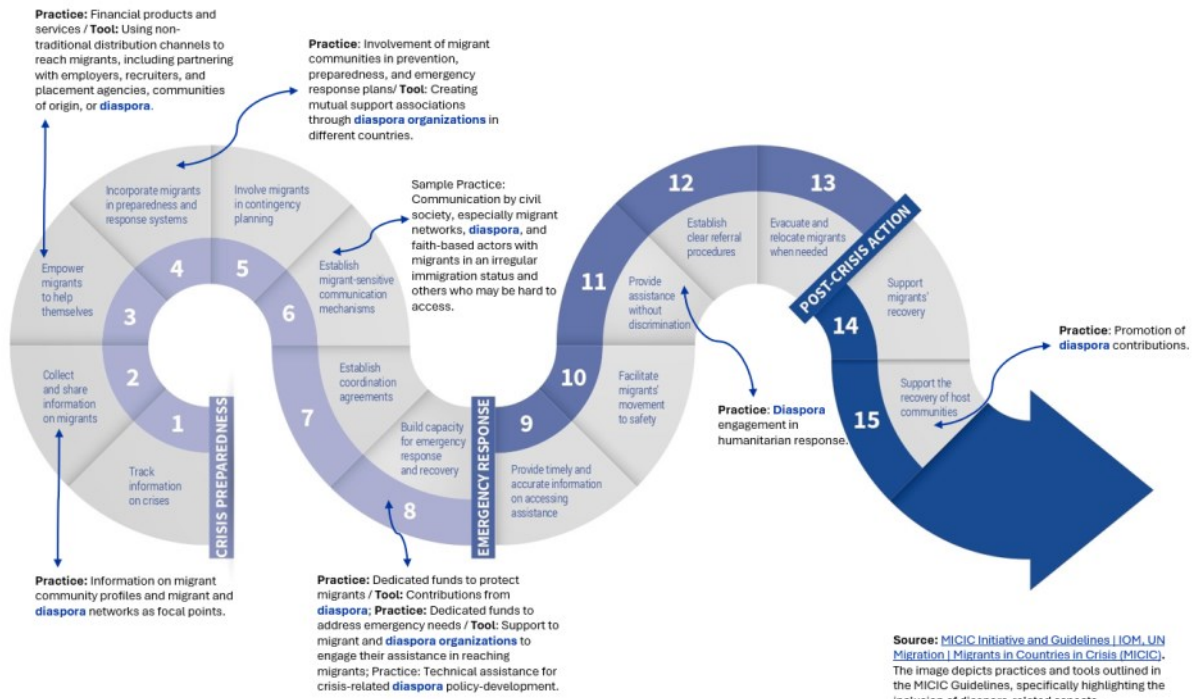 Practice: Financial products and
services / Tool: Using non-
traditional distribution channels to
reach migrants, including partnering
with employers, recruiters, and
placement agencies, communities
of origin, or diaspora.
Practice: Involvement of migrant
communities in prevention,
preparedness, and emergency
response plans/ Tool: Creating
mutual support associations
through diaspora organizations in
different countries.
Sample Practice:
Communication by civil
society, especially migrant
networks, diaspora, and
faith-based actors with
migrants in an irregular
immigration status and
others who may be hard to
access.
CRISIS PREPAREDNESS
1
Track
information
on crises
2
Collect
and share
information
on migrants
3
Empower
migrants
to help
themselves
4
Incorporate migrants
in preparedness and
response systems
5
Involve migrants
in contingency
planning
6
Establish
migrant-sensitive
communication
mechanisms
7
Establish
coordination
agreements
8
Build capacity
for emergency
response
and recovery
EMERGENCY RESPONSE
9
Provide timely and
accurate information
on accessing
assistance
10
Facilitate
migrants'
movement
to safety
11
Provide
assistance
without
discrimination
12
Establish
clear referral
procedures
13
Evacuate and
relocate migrants
when needed
POST-CRISIS ACTION
14
Support
migrants'
recovery
15
Support the
recovery of host
communities
Practice: Promotion of
diaspora contributions.
Practice: Diaspora
engagement in
humanitarian response.
Practice: Information on migrant
community profiles and migrant and
diaspora networks as focal points.
Practice: Dedicated funds to protect
migrants / Tool: Contributions from
diaspora; Practice: Dedicated funds to
address emergency needs / Tool: Support to
migrant and diaspora organizations to
engage their assistance in reaching
migrants; Practice: Technical assistance for
crisis-related diaspora policy-development.
Source: MICIC Initiative and Guidelines | IOM, UN
Migration | Migrants in Countries in Crisis (MICIC).
The image depicts practices and tools outlined in
the MICIC Guidelines, specifically highlighting the